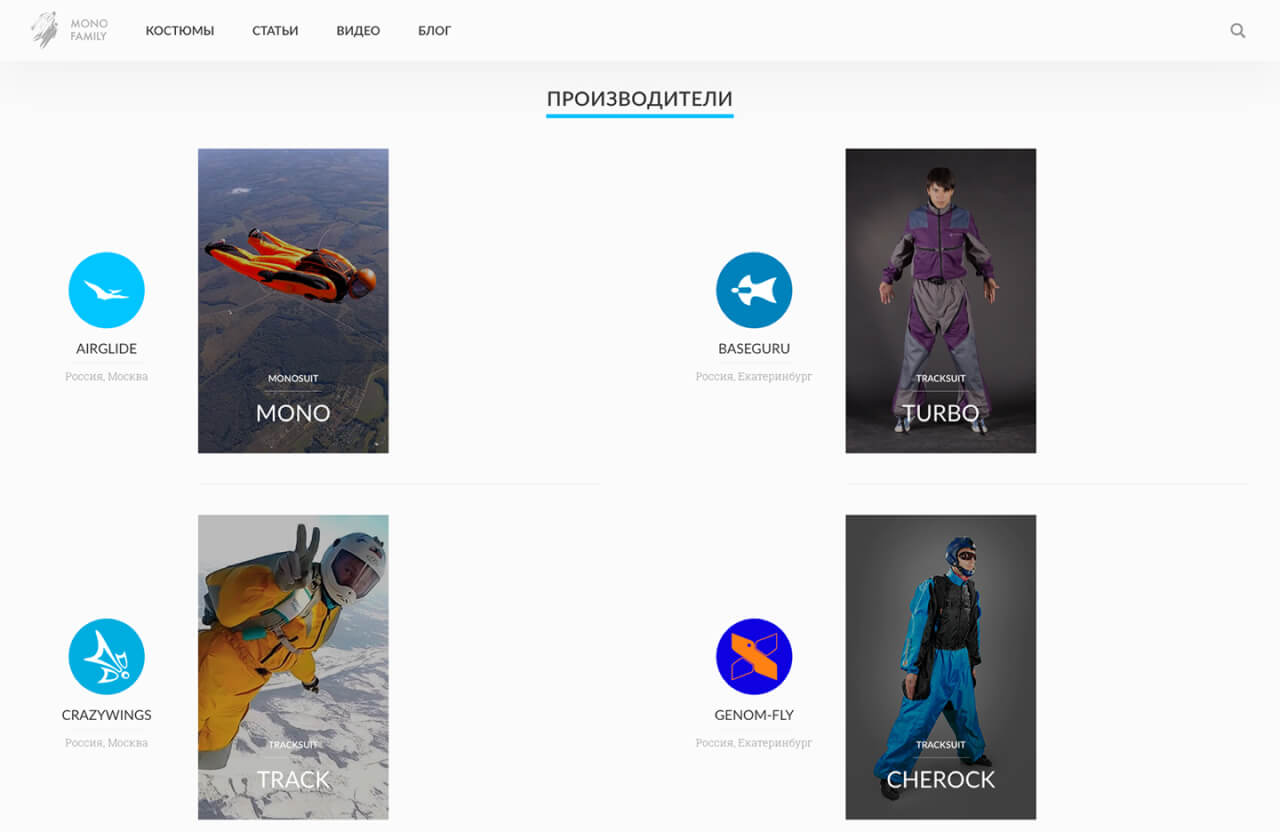 MONO
FAMILY
КОСТЮМЫ
СТАТЬИ
ВИДЕО
БЛОГ
ПРОИЗВОДИТЕЛИ
AIRGLIDE
Россия, Москва
MONOSUIT
MONO
BASEGURU
Россия, Екатеринбург
TRACKSUIT
TURBO
CRAZYWINGS
Россия, Москва
TRACKSUIT
TRACK
GENOM-FLY
Россия, Екатеринбург
TRACKSUIT
CHEROCK